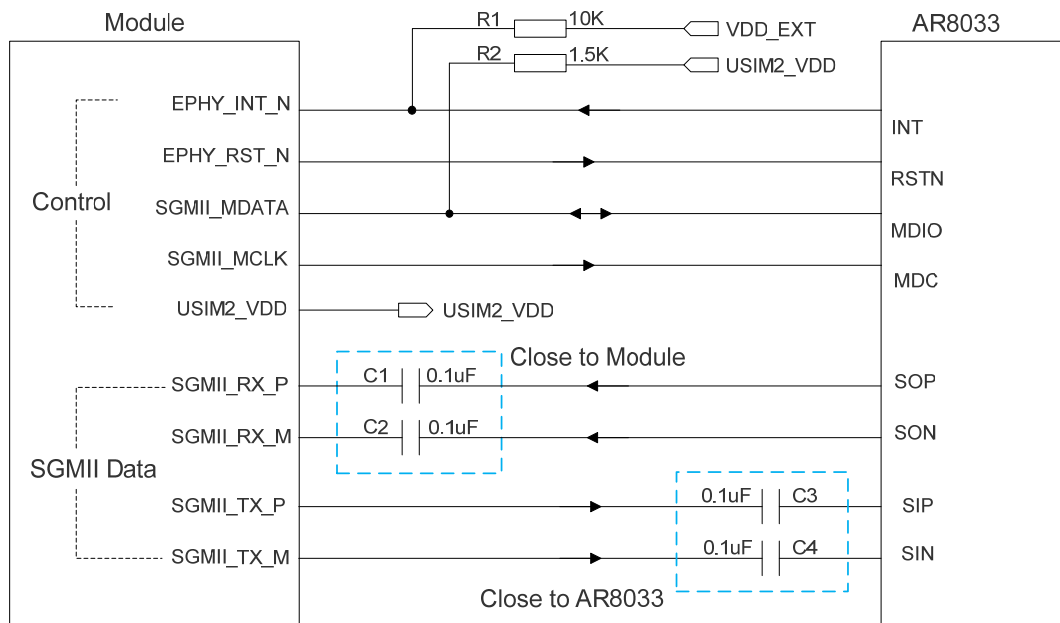 Module
R1 10K VDD_EXT
AR8033
R2 1.5K USIM2_VDD
EPHY_INT_N
INT
EPHY_RST_N
RSTN
Control
SGMII_MDATA
MDIO
SGMII_MCLK
MDC
USIM2_VDD USIM2_VDD
Close to Module
SGMII_RX_P C1 0.1uF SOP
SGMII_RX_M C2 0.1uF SON
SGMII Data
SGMII_TX_P 0.1uF C3 SIP
SGMII_TX_M 0.1uF C4 SIN
Close to AR8033